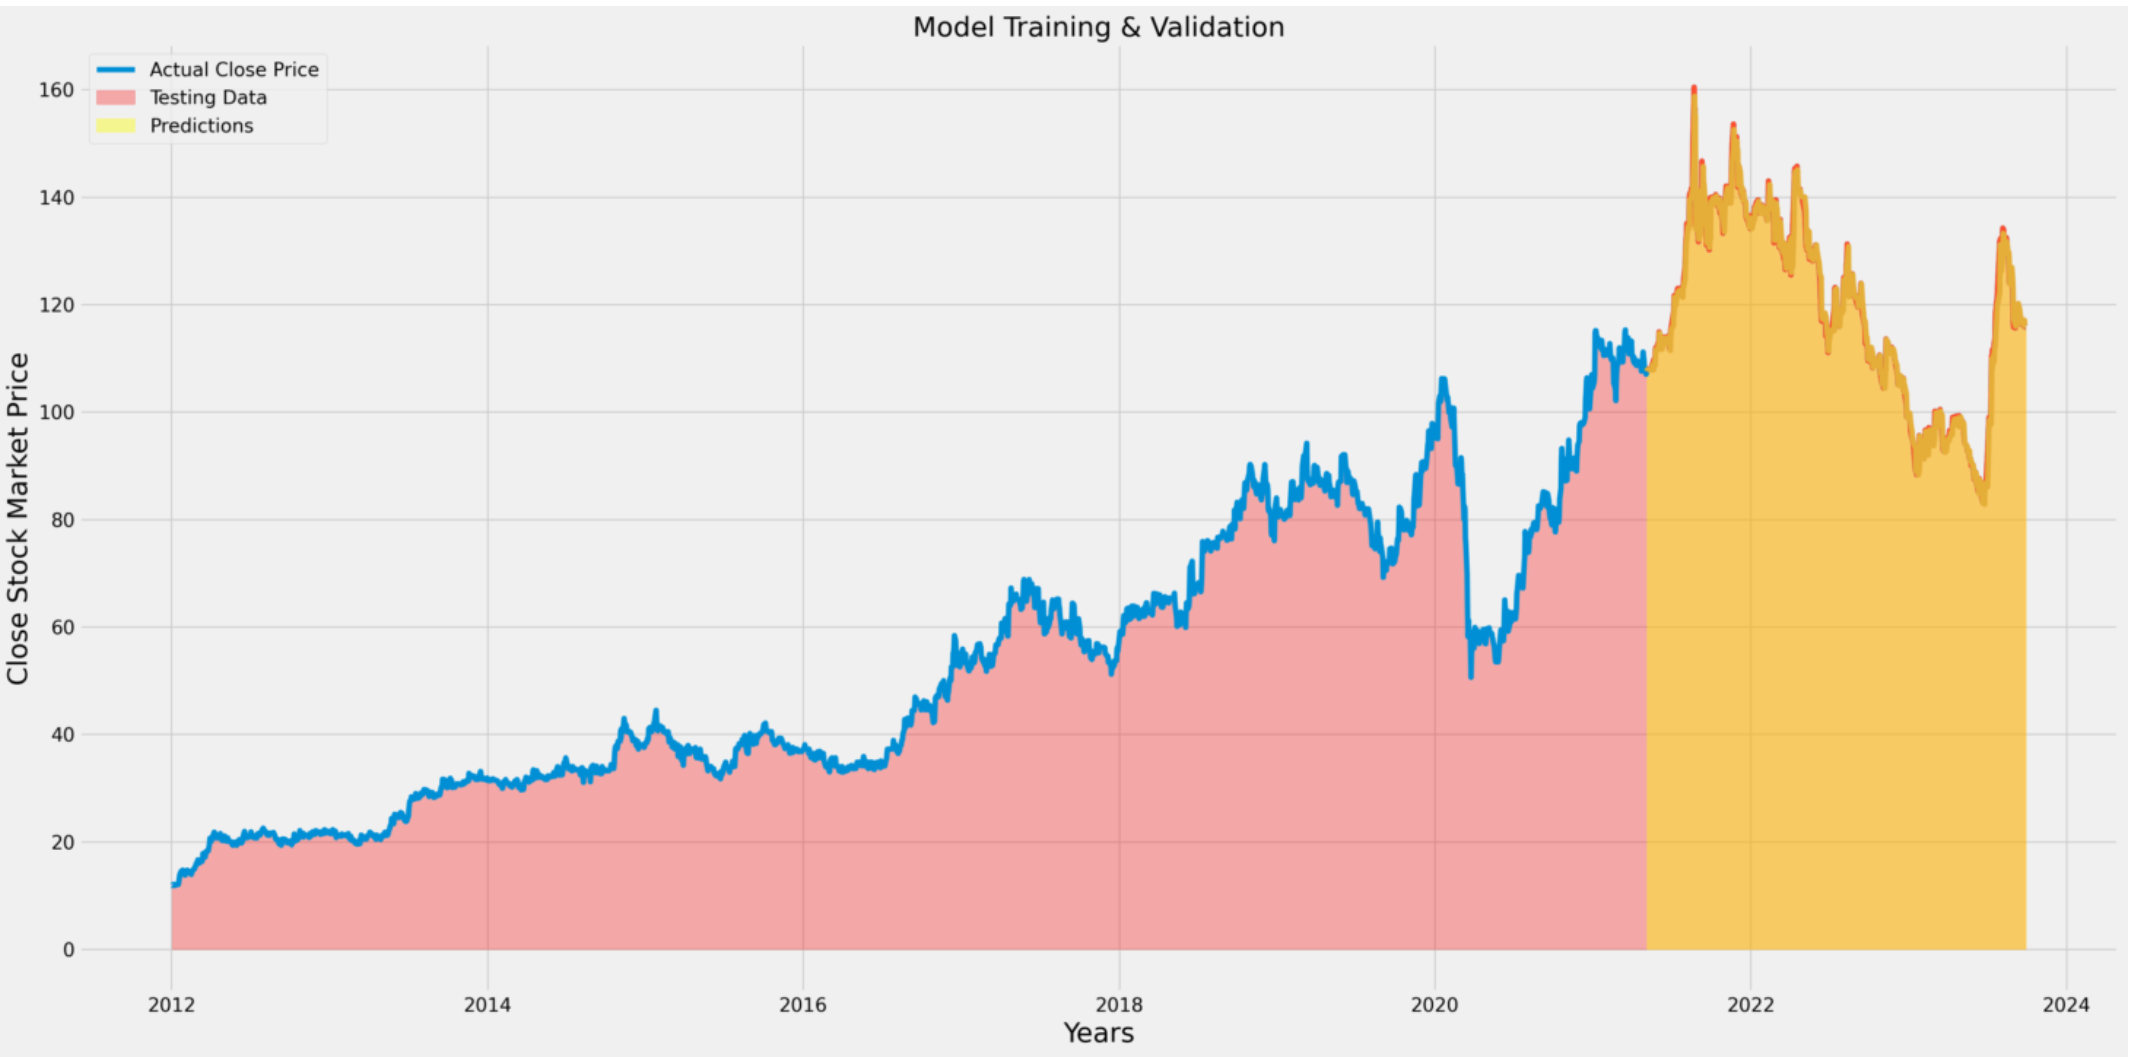 Model Training & Validation
Actual Close Price
Testing Data
Predictions
160
140
120
100
80
60
40
20
0
Close Stock Market Price
2012 2014 2016 2018 2020 2022 2024
Years